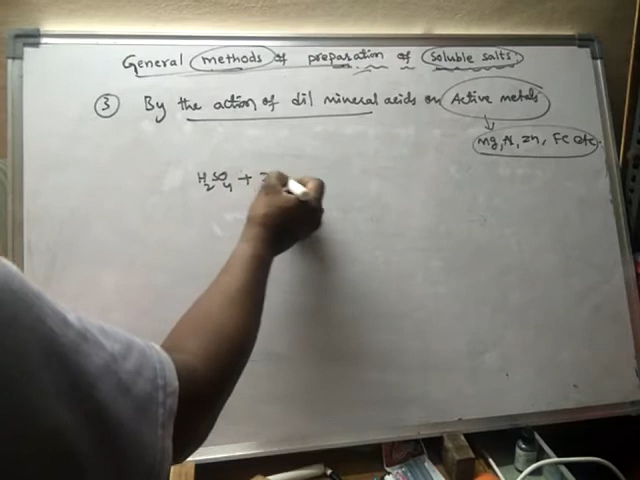 General methods of preparation of soluble salts.
③ By the action of dil mineral acids on Active metals
Mg, Al, Zn, Fe etc.
H₂SO₄ +